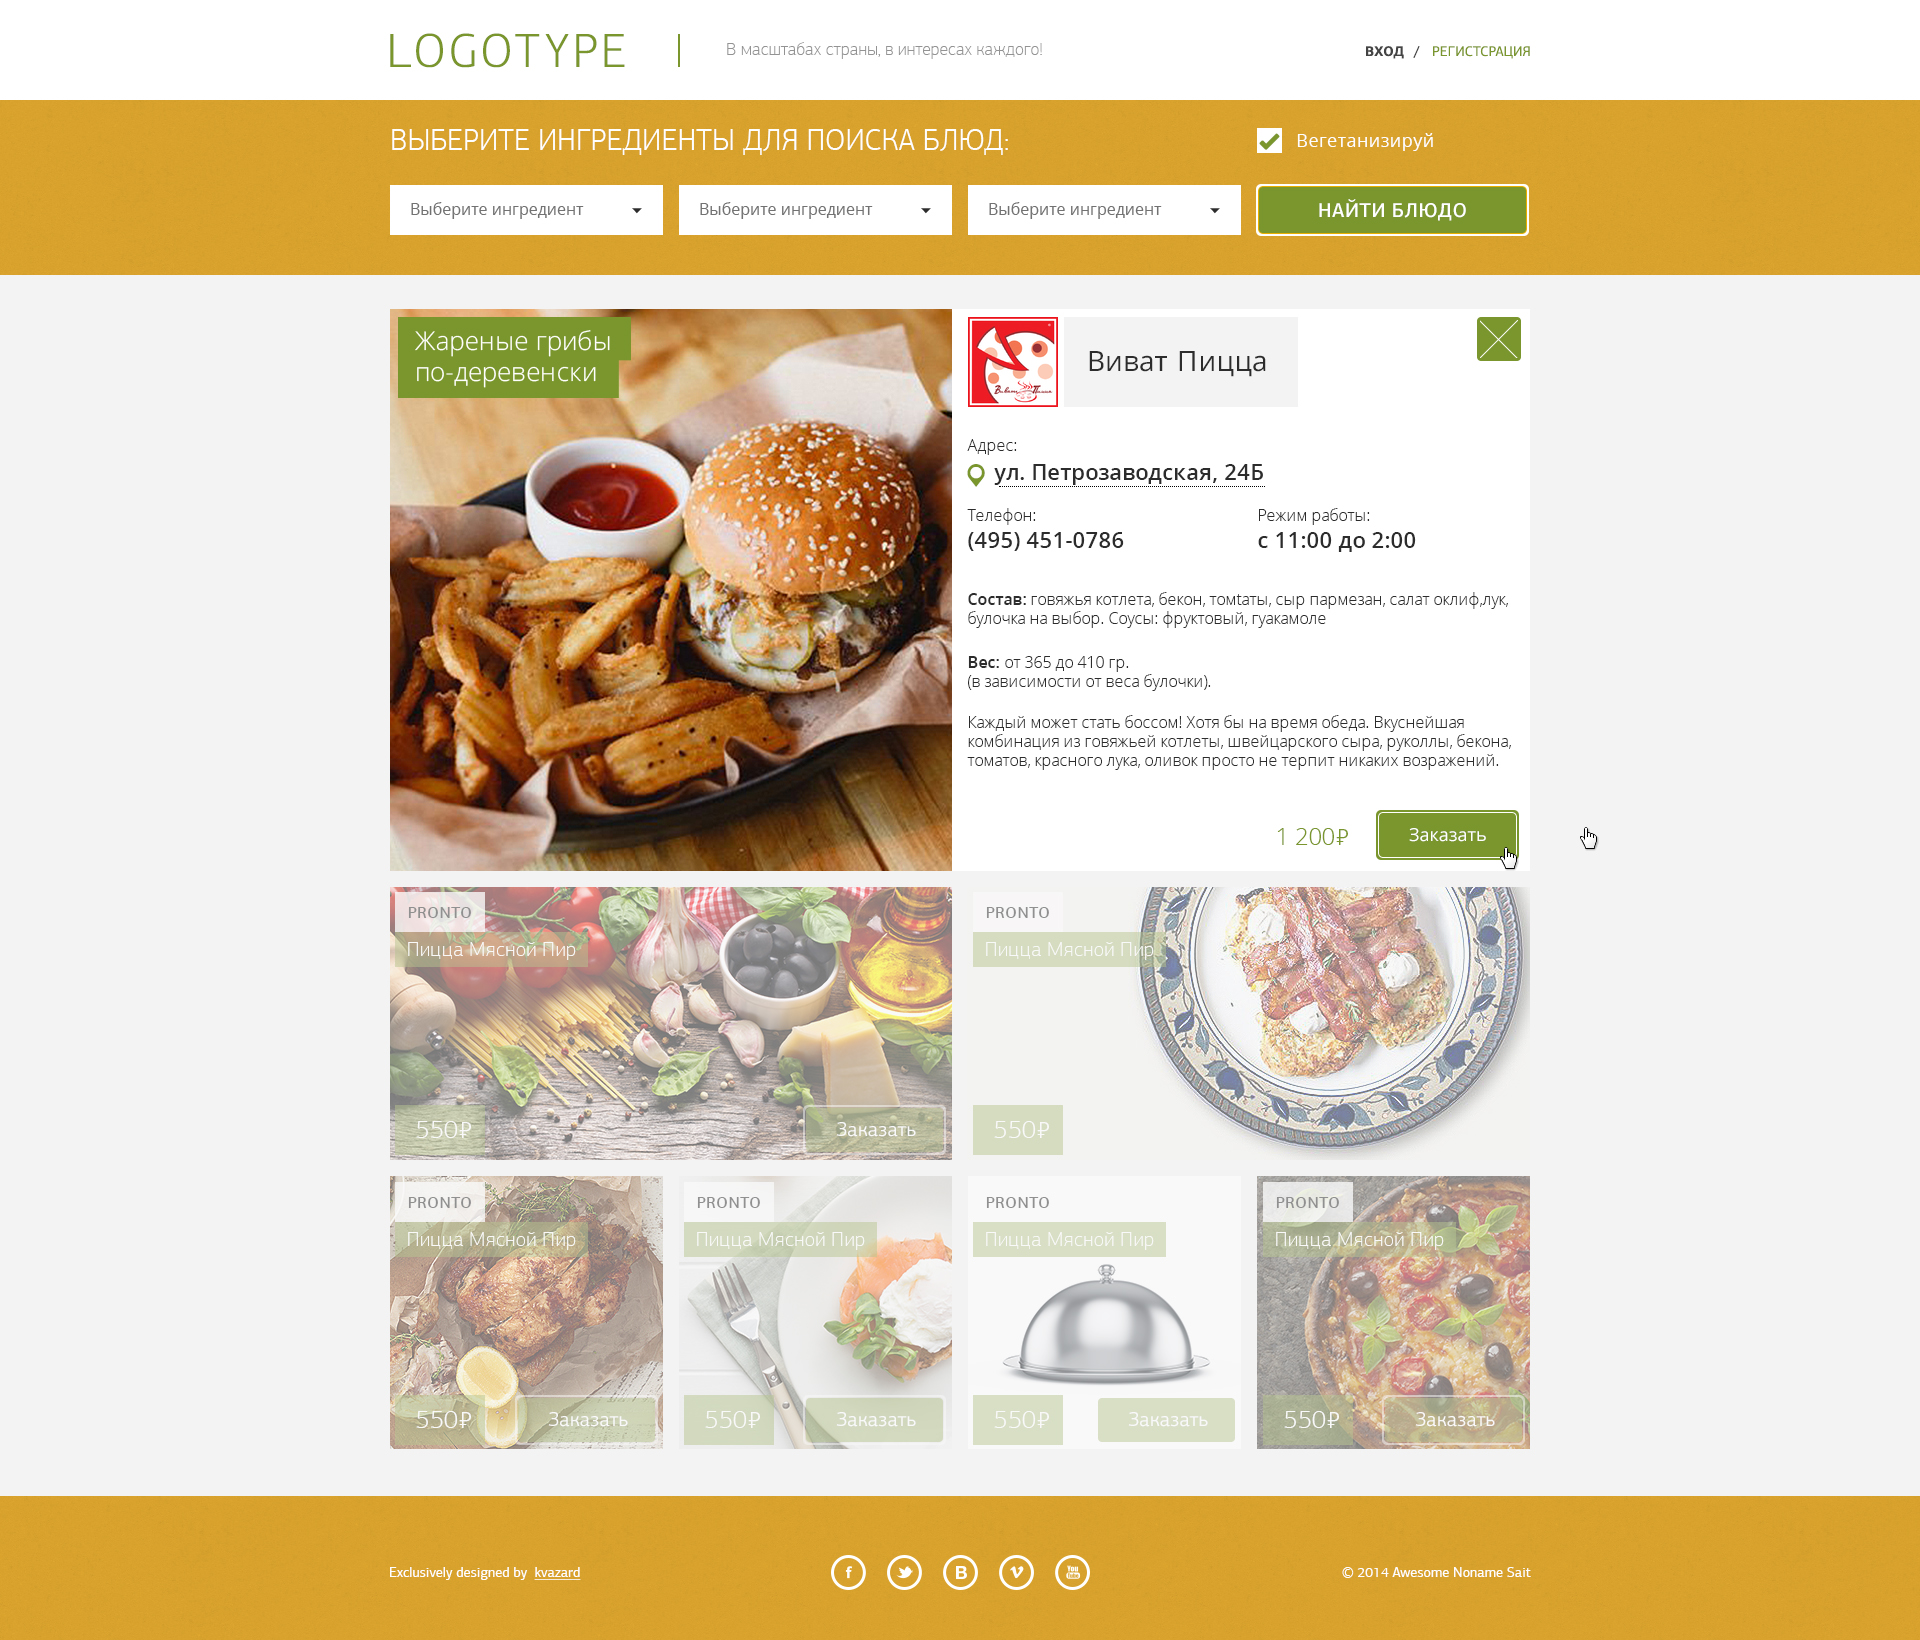 LOGOTYPE
В масштабах страны, в интересах каждого!
ВХОД / РЕГИСТСРАЦИЯ
ВЫБЕРИТЕ ИНГРЕДИЕНТЫ ДЛЯ ПОИСКА БЛЮД:
Вегетанизируй
Выберите ингредиент
Выберите ингредиент
Выберите ингредиент
НАЙТИ БЛЮДО
Жареные грибы
по-деревенски
Виват Пицца
Виват Пицца
Адрес:
ул. Петрозаводская, 24Б
Телефон:
(495) 451-0786
Режим работы:
с 11:00 до 2:00
Состав: говяжья котлета, бекон, томтаты, сыр пармезан, салат оклиф,лук,
булочка на выбор. Соусы: фруктовый, гуакамоле
Вес: от 365 до 410 гр.
(в зависимости от веса булочки).
Каждый может стать боссом! Хотя бы на время обеда. Вкуснейшая
комбинация из говяжьей котлеты, швейцарского сыра, руколлы, бекона,
томатов, красного лука, оливок просто не терпит никаких возражений.
1 200₽
Заказать
PRONTO
Пицца Мясной Пир
550₽
Заказать
PRONTO
Пицца Мясной Пир
550₽
PRONTO
Пицца Мясной Пир
550₽
Заказать
PRONTO
Пицца Мясной Пир
550₽
Заказать
PRONTO
Пицца Мясной Пир
550₽
Заказать
PRONTO
Пицца Мясной Пир
550₽
Заказать
Exclusively designed by kvazard
f
B
You
© 2014 Awesome Noname Sait